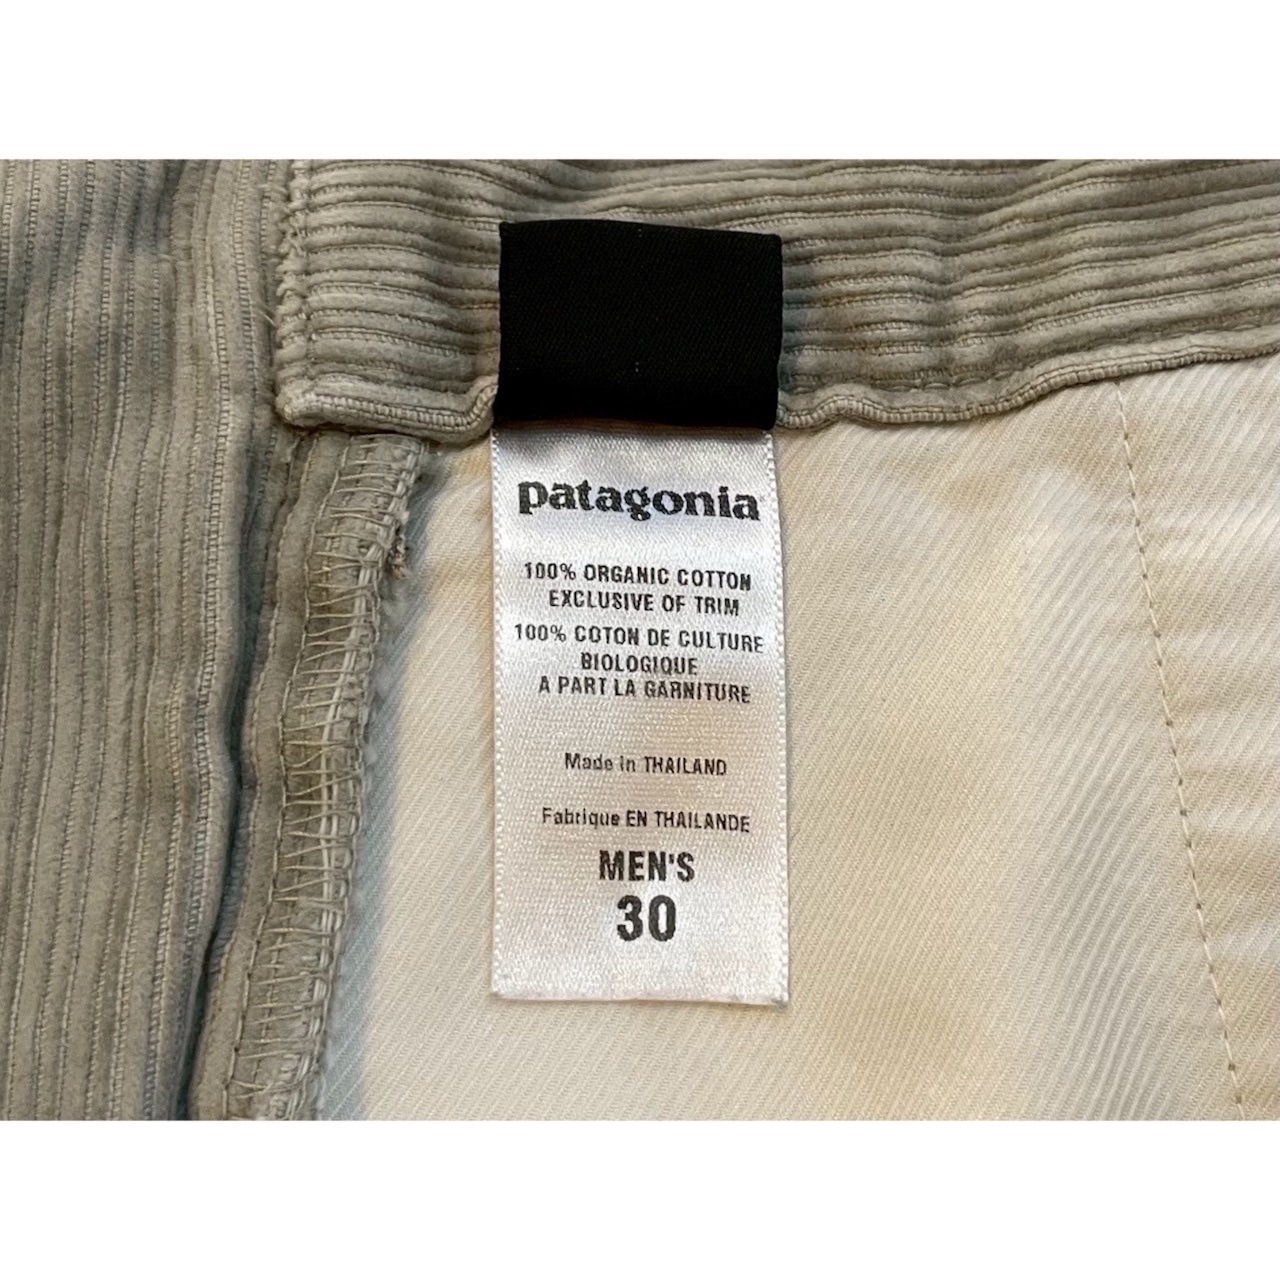 patagonia
100% ORGANIC COTTON
EXCLUSIVE OF TRIM
100% COTON DE CULTURE
BIOLOGIQUE
A PART LA GARNITURE
Made in THAILAND
Fabrique EN THAILANDE
MEN'S
30